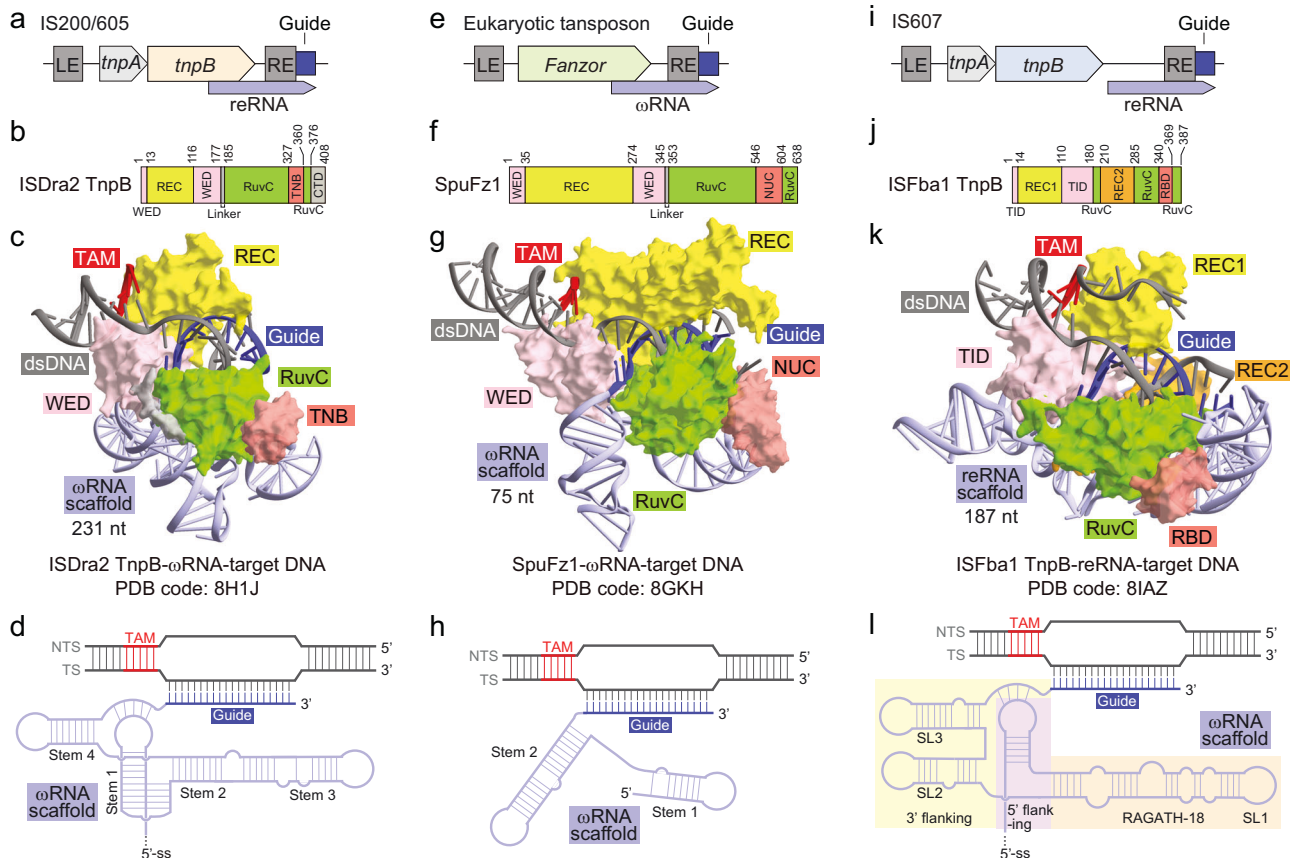 a
IS200/605
Guide
LE
tnpA
tnpB
RE
reRNA
b
ISDra2 TnpB
1
13
116
177
185
327
360
376
408
REC
WED
RuvC
TNB
CTD
WED
Linker
RuvC
c
TAM
REC
dsDNA
Guide
RuvC
WED
TNB
ωRNA
scaffold
231 nt
ISDra2 TnpB-ωRNA-target DNA
PDB code: 8H1J
d
NTS
TAM
5’
TS
3’
3’
Guide
Stem 4
Stem 1
Stem 2
Stem 3
ωRNA
scaffold
5’-ss
e
Eukaryotic tansposon
Guide
LE
Fanzor
RE
ωRNA
f
SpuFz1
1
35
274
345
353
546
604
638
WED
REC
WED
RuvC
NUC
RuvC
Linker
g
TAM
REC
dsDNA
Guide
NUC
WED
ωRNA
scaffold
75 nt
RuvC
SpuFz1-ωRNA-target DNA
PDB code: 8GKH
h
NTS
TAM
5’
TS
3’
3’
Guide
Stem 2
5’
Stem 1
ωRNA
scaffold
i
IS607
Guide
LE
tnpA
tnpB
RE
reRNA
j
ISFba1 TnpB
1
14
110
180
210
285
340
369
387
REC1
TID
REC2
RuvC
RBD
TID
RuvC
RuvC
k
TAM
REC1
dsDNA
Guide
TID
REC2
reRNA
scaffold
187 nt
RuvC
RBD
ISFba1 TnpB-reRNA-target DNA
PDB code: 8IAZ
l
NTS
TAM
5’
TS
3’
3’
Guide
ωRNA
scaffold
SL3
SL2
3’ flanking
5’ flank
-ing
RAGATH-18
SL1
5’-ss